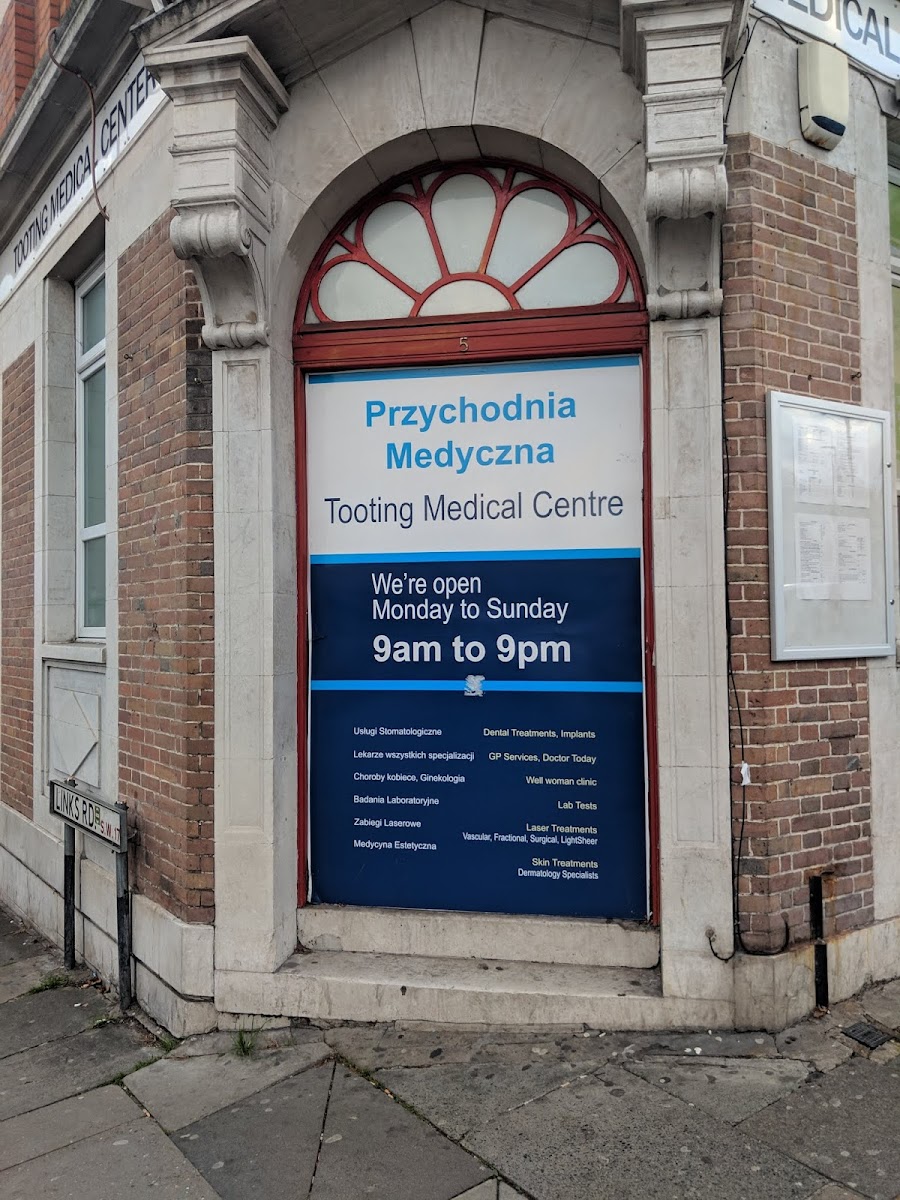 TOOTING MEDICAL CENTER
MEDICAL
5
Przychodnia
Medyczna
Tooting Medical Centre
We're open
Monday to Sunday
9am to 9pm
Usługi Stomatologiczne
Lekarze wszystkich specjalizacji
Choroby kobiece, Ginekologia
Badania Laboratoryjne
Zabiegi Laserowe
Medycyna Estetyczna
Dental Treatments, Implants
GP Services, Doctor Today
Well woman clinic
Lab Tests
Laser Treatments
Vascular, Fractional, Surgical, LightSheer
Skin Treatments
Dermatology Specialists
LINKS RD
S.W.17